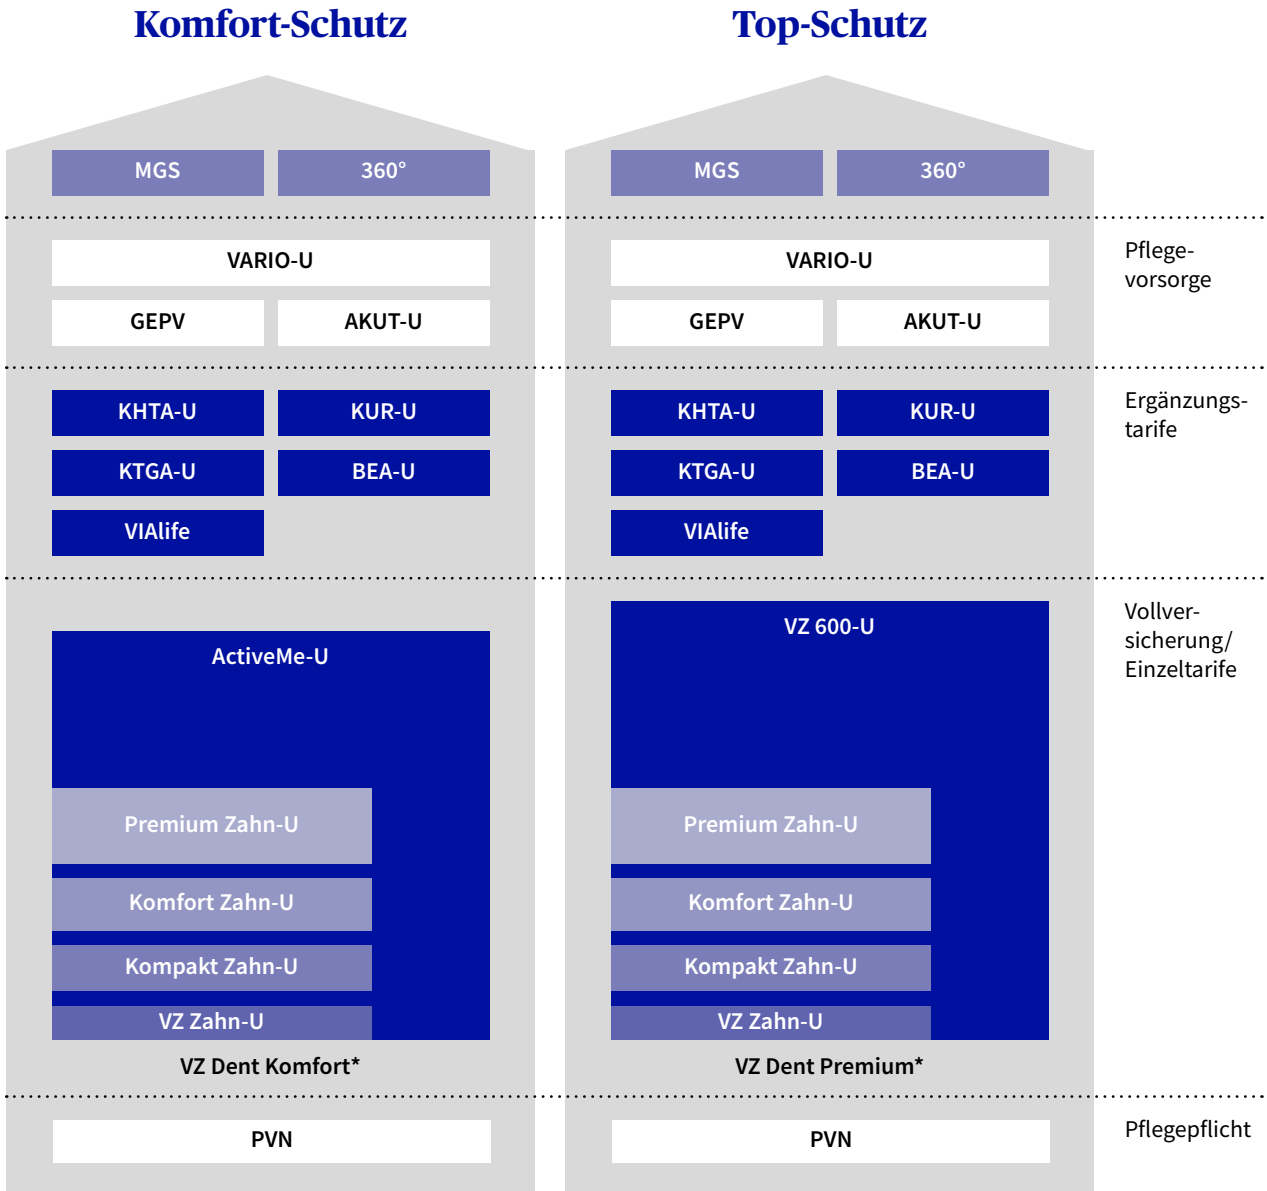 Komfort-Schutz
MGS
360°
VARIO-U
GEPV
AKUT-U
KHTA-U
KUR-U
KTGA-U
BEA-U
VIAlife
ActiveMe-U
Premium Zahn-U
Komfort Zahn-U
Kompakt Zahn-U
VZ Zahn-U
VZ Dent Komfort*
PVN
Top-Schutz
MGS
360°
VARIO-U
GEPV
AKUT-U
KHTA-U
KUR-U
KTGA-U
BEA-U
VIAlife
VZ 600-U
Premium Zahn-U
Komfort Zahn-U
Kompakt Zahn-U
VZ Zahn-U
VZ Dent Premium*
PVN
Pflege-
vorsorge
Ergänzungs-
tarife
Vollver-
sicherung/
Einzeltarife
Pflegepflicht